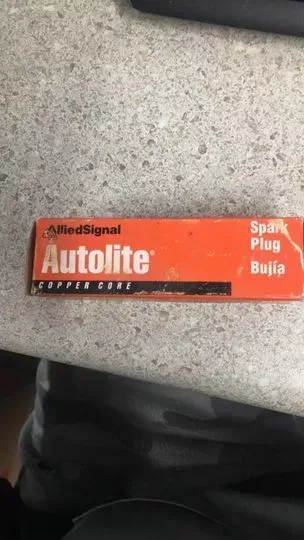 AlliedSignal
Autolite®
COPPER CORE
Spark
Plug
Bujía